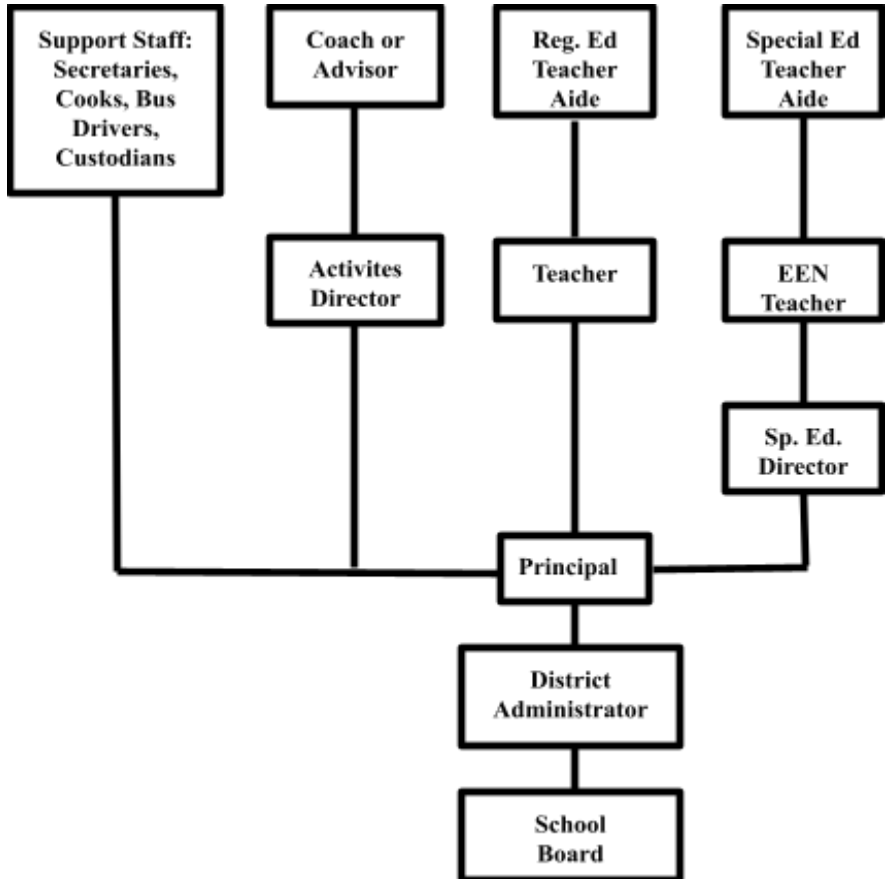 Support Staff:
Secretaries,
Cooks, Bus
Drivers,
Custodians
Coach or
Advisor
Reg. Ed
Teacher
Aide
Special Ed
Teacher
Aide
Activites
Director
Teacher
EEN
Teacher
Sp. Ed.
Director
Principal
District
Administrator
School
Board